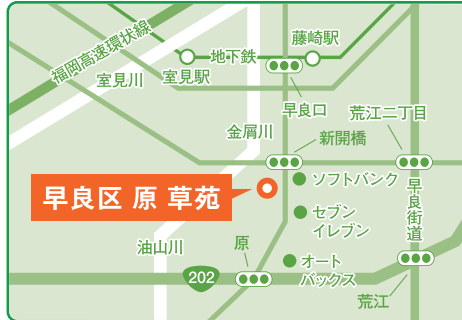 福岡高速環状線
藤崎駅
地下鉄
室見川
室見駅
早良口
荒江二丁目
金屑川
新開橋
ソフトバンク
早良区 原 草苑
早良街道
セブン
イレブン
油山川
原
オート
バックス
202
荒江